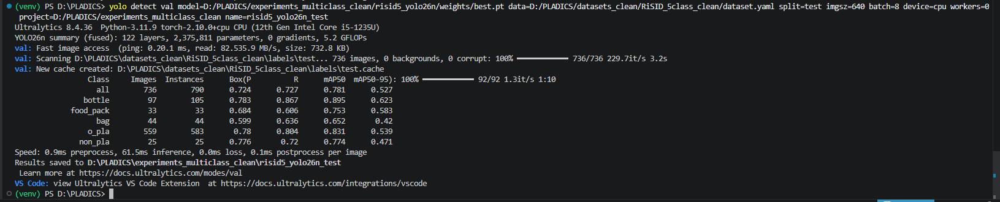 (venv) PS D:\PLADICS> yolo detect val model=D:/PLADICS/experiments_multiclass_clean/risid5_yolo26n/weights/best.pt data=D:/PLADICS/datasets_clean/RiSID_5class_clean/dataset.yaml split=test imgsz=640 batch=8 device=cpu workers=0
project=D:/PLADICS/experiments_multiclass_clean name=risid5_yolo26n_test
Ultralytics 8.4.36 Python-3.11.9 torch-2.10.0+cpu CPU (12th Gen Intel Core i5-1235U)
YOLO26n summary (fused): 122 layers, 2,375,811 parameters, 0 gradients, 5.2 GFLOPs
val: Fast image access (ping: 0.20.1 ms, read: 82.535.9 MB/s, size: 732.8 KB)
val: Scanning D:\PLADICS\datasets_clean\RiSID_5class_clean\labels\test... 736 images, 0 backgrounds, 0 corrupt: 100% ━━━━━━━━━━━━ 736/736 229.7it/s 3.2s
val: New cache created: D:\PLADICS\datasets_clean\RiSID_5class_clean\labels\test.cache
Class Images Instances Box(P R mAP50 mAP50-95): 100% ━━━━━━━━━━━━ 92/92 1.3it/s 1:10
all 736 790 0.724 0.727 0.781 0.527
bottle 97 105 0.783 0.867 0.895 0.623
food_pack 33 33 0.684 0.606 0.753 0.583
bag 44 44 0.599 0.636 0.652 0.42
o_pla 559 583 0.78 0.804 0.831 0.539
non_pla 25 25 0.776 0.72 0.774 0.471
Speed: 0.9ms preprocess, 61.5ms inference, 0.0ms loss, 0.1ms postprocess per image
Results saved to D:\PLADICS\experiments_multiclass_clean\risid5_yolo26n_test
Learn more at https://docs.ultralytics.com/modes/val
VS Code: view Ultralytics VS Code Extension at https://docs.ultralytics.com/integrations/vscode
(venv) PS D:\PLADICS>